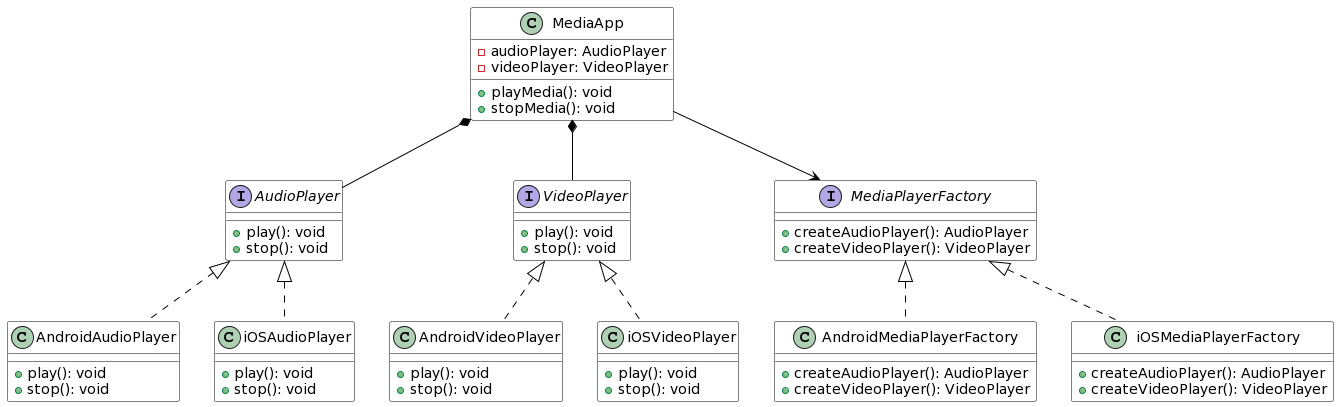 C MediaApp
audioPlayer: AudioPlayer
videoPlayer: VideoPlayer
playMedia(): void
stopMedia(): void
I AudioPlayer
play(): void
stop(): void
I VideoPlayer
play(): void
stop(): void
I MediaPlayerFactory
createAudioPlayer(): AudioPlayer
createVideoPlayer(): VideoPlayer
C AndroidAudioPlayer
play(): void
stop(): void
C iOSAudioPlayer
play(): void
stop(): void
C AndroidVideoPlayer
play(): void
stop(): void
C iOSVideoPlayer
play(): void
stop(): void
C AndroidMediaPlayerFactory
createAudioPlayer(): AudioPlayer
createVideoPlayer(): VideoPlayer
C iOSMediaPlayerFactory
createAudioPlayer(): AudioPlayer
createVideoPlayer(): VideoPlayer